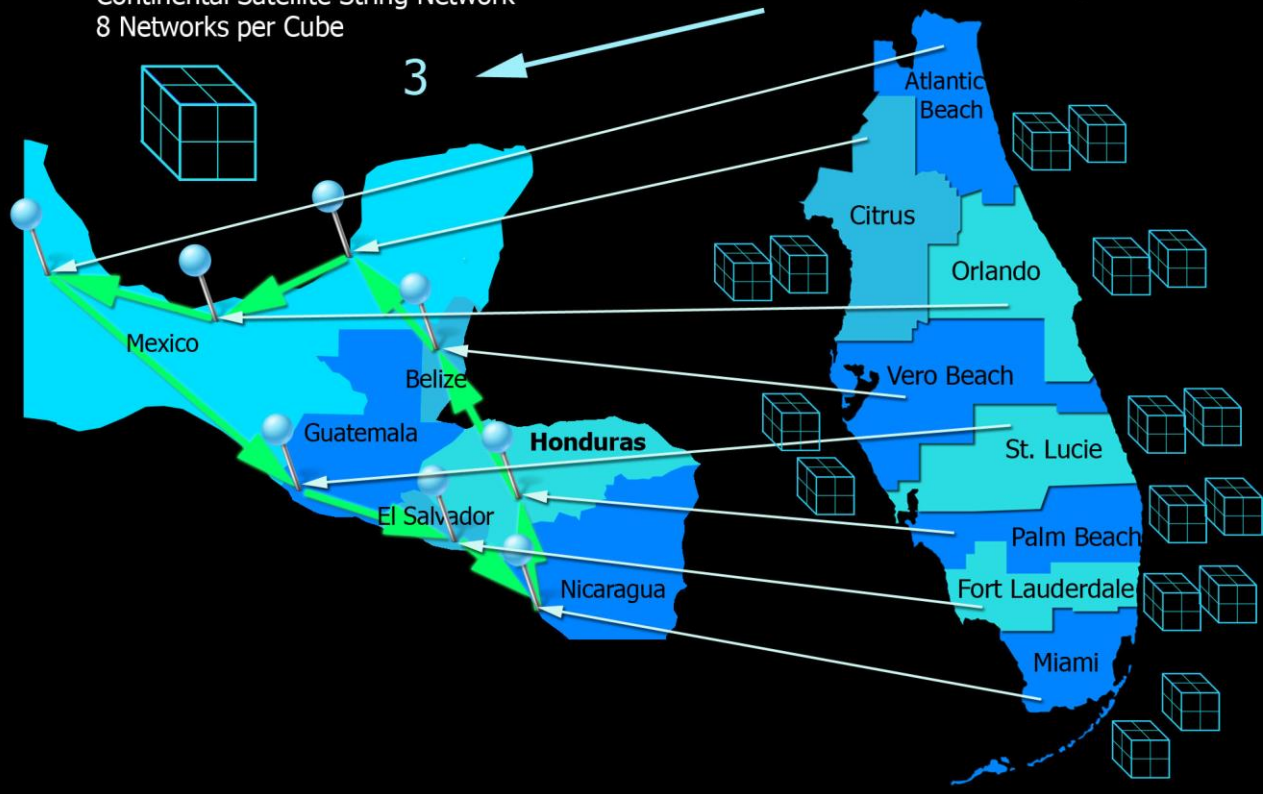 Continental Satellite String Network
8 Networks per Cube
3
Atlantic
Beach
Citrus
Orlando
Mexico
Belize
Vero Beach
Guatemala
Honduras
St. Lucie
El Salvador
Palm Beach
Nicaragua
Fort Lauderdale
Miami